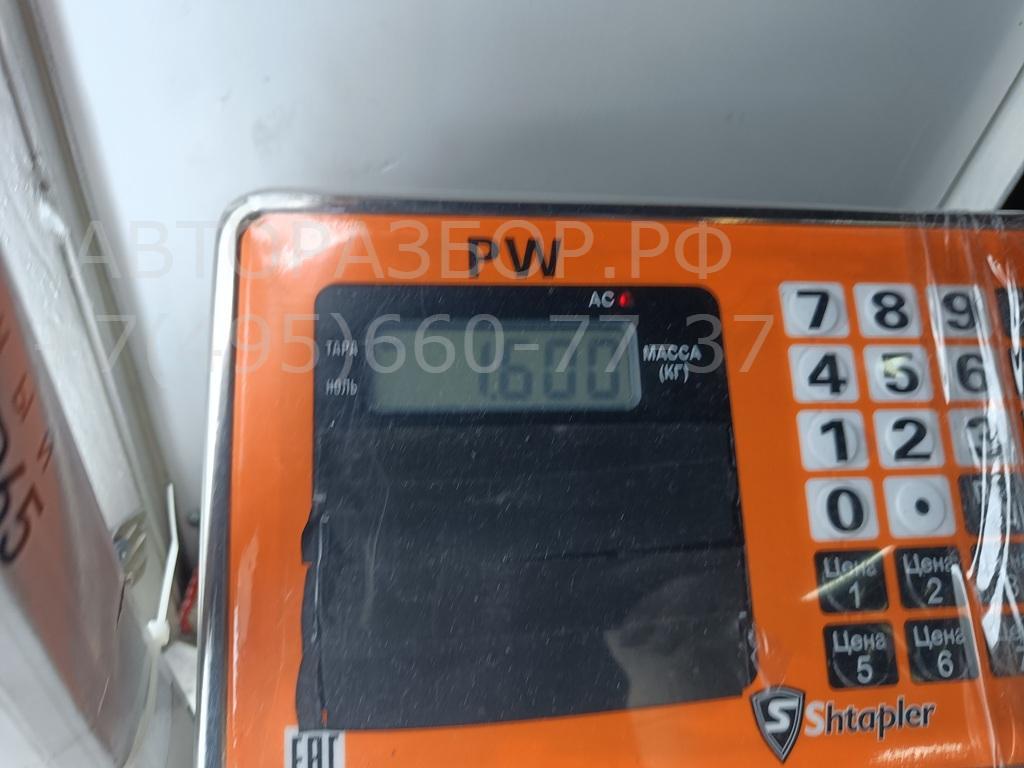 АВТОРАЗБОР.РФ
PW
AC
7(495)660-77-37
ТАРА
1.600
МАССА
(КГ)
НОЛЬ
7 8 9
4 5 6
1 2 3
0 .
Цена 1
Цена 2
Цена 5
Цена 6
S Shtapler
EAC